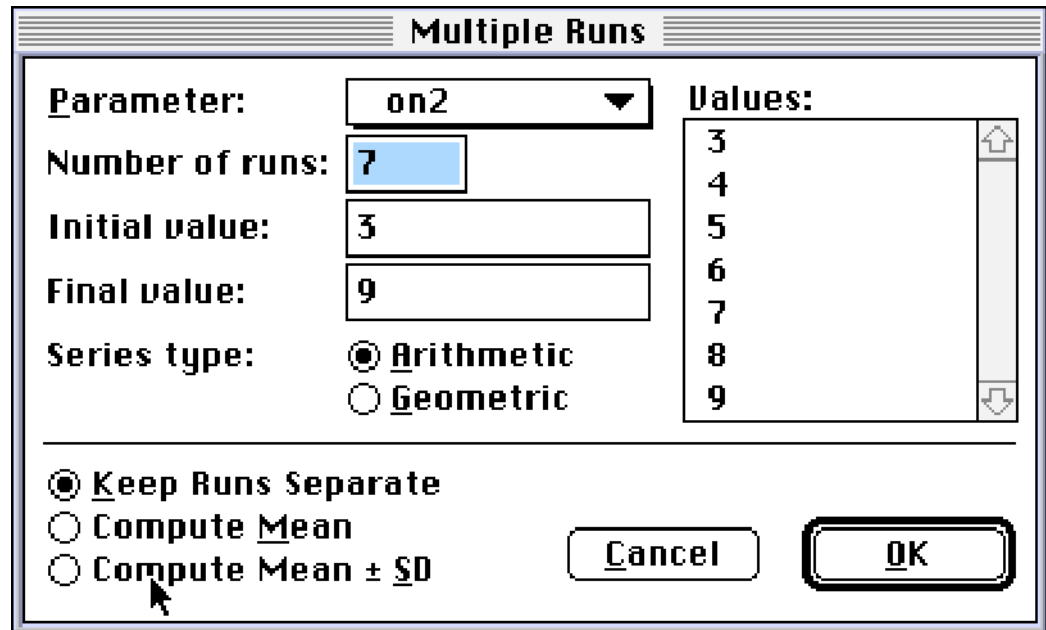 Multiple Runs
Parameter: on2
Number of runs: 7
Initial value: 3
Final value: 9
Series type: Arithmetic
Geometric
Values:
3
4
5
6
7
8
9
Keep Runs Separate
Compute Mean
Compute Mean ± SD
Cancel
OK